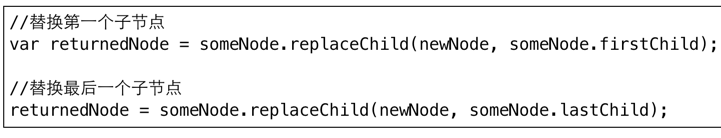 //替换第一个子节点
var returnedNode = someNode.replaceChild(newNode, someNode.firstChild);
//替换最后一个子节点
returnedNode = someNode.replaceChild(newNode, someNode.lastChild);